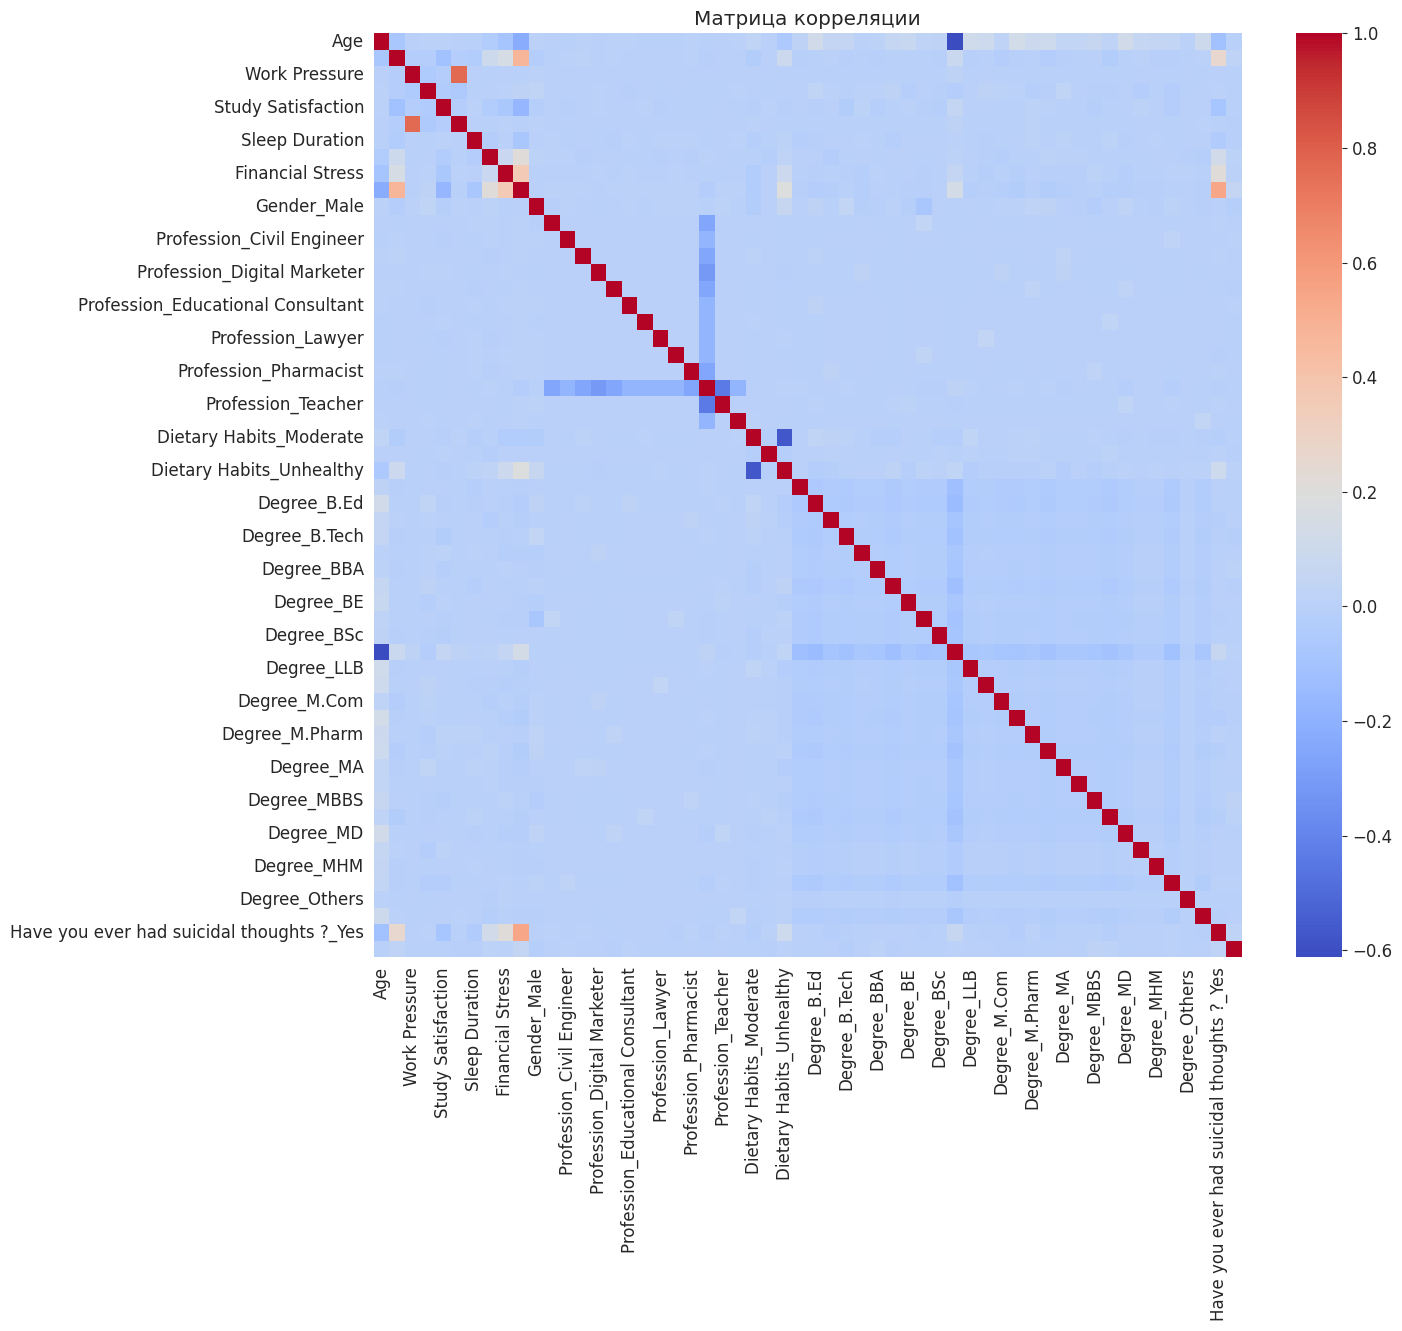 Матрица корреляции
Age
Work Pressure
Study Satisfaction
Sleep Duration
Financial Stress
Gender_Male
Profession_Civil Engineer
Profession_Digital Marketer
Profession_Educational Consultant
Profession_Lawyer
Profession_Pharmacist
Profession_Teacher
Dietary Habits_Moderate
Dietary Habits_Unhealthy
Degree_B.Ed
Degree_B.Tech
Degree_BBA
Degree_BE
Degree_BSc
Degree_LLB
Degree_M.Com
Degree_M.Pharm
Degree_MA
Degree_MBBS
Degree_MD
Degree_MHM
Degree_Others
Have you ever had suicidal thoughts ?_Yes
Age
Work Pressure
Study Satisfaction
Sleep Duration
Financial Stress
Gender_Male
Profession_Civil Engineer
Profession_Digital Marketer
Profession_Educational Consultant
Profession_Lawyer
Profession_Pharmacist
Profession_Teacher
Dietary Habits_Moderate
Dietary Habits_Unhealthy
Degree_B.Ed
Degree_B.Tech
Degree_BBA
Degree_BE
Degree_BSc
Degree_LLB
Degree_M.Com
Degree_M.Pharm
Degree_MA
Degree_MBBS
Degree_MD
Degree_MHM
Degree_Others
Have you ever had suicidal thoughts ?_Yes
1.0
0.8
0.6
0.4
0.2
0.0
−0.2
−0.4
−0.6